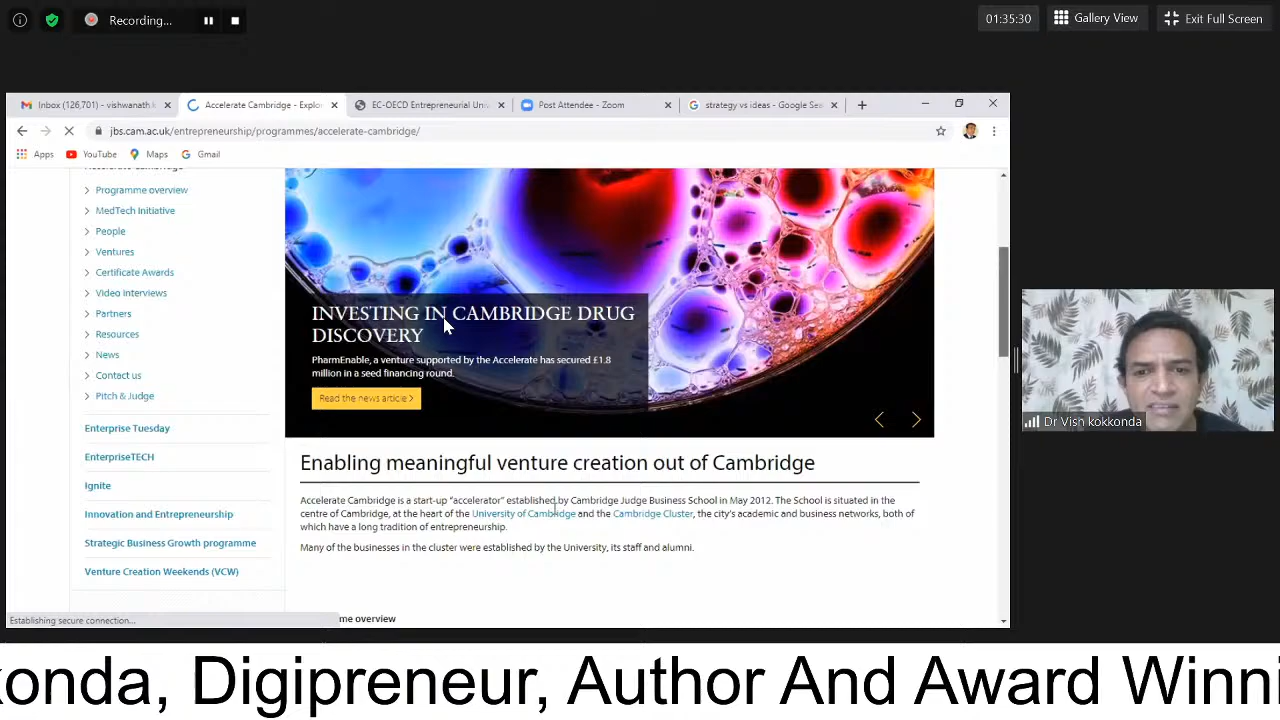 Recording...
01:35:30
Gallery View
Exit Full Screen
Inbox (126,701) - vishwanath.k
Accelerate Cambridge - Explo
EC-OECD Entrepreneurial Univ
Post Attendee - Zoom
strategy vs ideas - Google Sea
jbs.cam.ac.uk/entrepreneurship/programmes/accelerate-cambridge/
Apps
YouTube
Maps
Gmail
Accelerate Cambridge
Programme overview
MedTech Initiative
People
Ventures
Certificate Awards
Video interviews
Partners
Resources
News
Contact us
Pitch & Judge
Enterprise Tuesday
EnterpriseTECH
Ignite
Innovation and Entrepreneurship
Strategic Business Growth programme
Venture Creation Weekends (VCW)
INVESTING IN CAMBRIDGE DRUG
DISCOVERY
PharmEnable, a venture supported by the Accelerate has secured £1.8
million in a seed financing round.
Read the news article
Enabling meaningful venture creation out of Cambridge
Accelerate Cambridge is a start-up “accelerator” established by Cambridge Judge Business School in May 2012. The School is situated in the
centre of Cambridge, at the heart of the University of Cambridge and the Cambridge Cluster, the city's academic and business networks, both of
which have a long tradition of entrepreneurship.
Many of the businesses in the cluster were established by the University, its staff and alumni.
me overview
Establishing secure connection...
Dr Vish kokkonda
konda, Digipreneur, Author And Award Winni